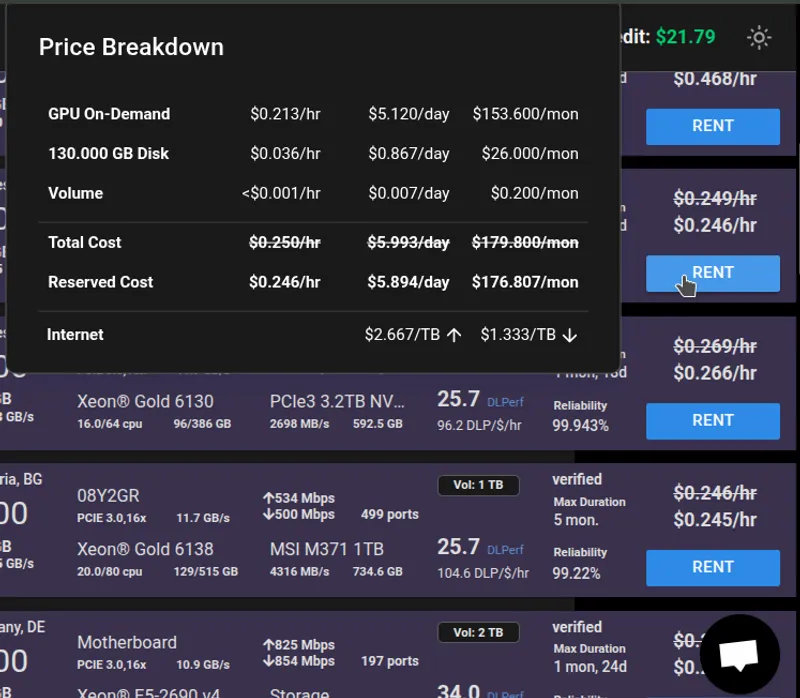 Price Breakdown
edit: $21.79
$0.468/hr
RENT
GPU On-Demand $0.213/hr $5.120/day $153.600/mon
130.000 GB Disk $0.036/hr $0.867/day $26.000/mon
Volume <$0.001/hr $0.007/day $0.200/mon
Total Cost $0.250/hr $5.993/day $179.800/mon
Reserved Cost $0.246/hr $5.894/day $176.807/mon
Internet $2.667/TB ↑ $1.333/TB ↓
$0.249/hr
$0.246/hr
RENT
$0.269/hr
$0.266/hr
RENT
GB/s
Xeon® Gold 6130 PCIe3 3.2TB NV... 25.7 DLPerf
16.0/64 cpu 96/386 GB 2698 MB/s 592.5 GB 96.2 DLP/$/hr
Reliability
99.943%
ria, BG
08Y2GR
PCIE 3.0,16x 11.7 GB/s
↑534 Mbps
↓500 Mbps 499 ports
Vol: 1 TB
verified
Max Duration
5 mon.
$0.246/hr
$0.245/hr
RENT
GB/s
Xeon® Gold 6138 MSI M371 1TB 25.7 DLPerf
20.0/80 cpu 129/515 GB 4316 MB/s 734.6 GB 104.6 DLP/$/hr
Reliability
99.22%
any, DE
Motherboard
PCIE 3.0,16x 10.9 GB/s
↑825 Mbps
↓854 Mbps 197 ports
Vol: 2 TB
verified
Max Duration
1 mon, 24d
$0.
$0.
Xeon® E5-2690 v4 Storage 34.0 DLPerf
Reliability